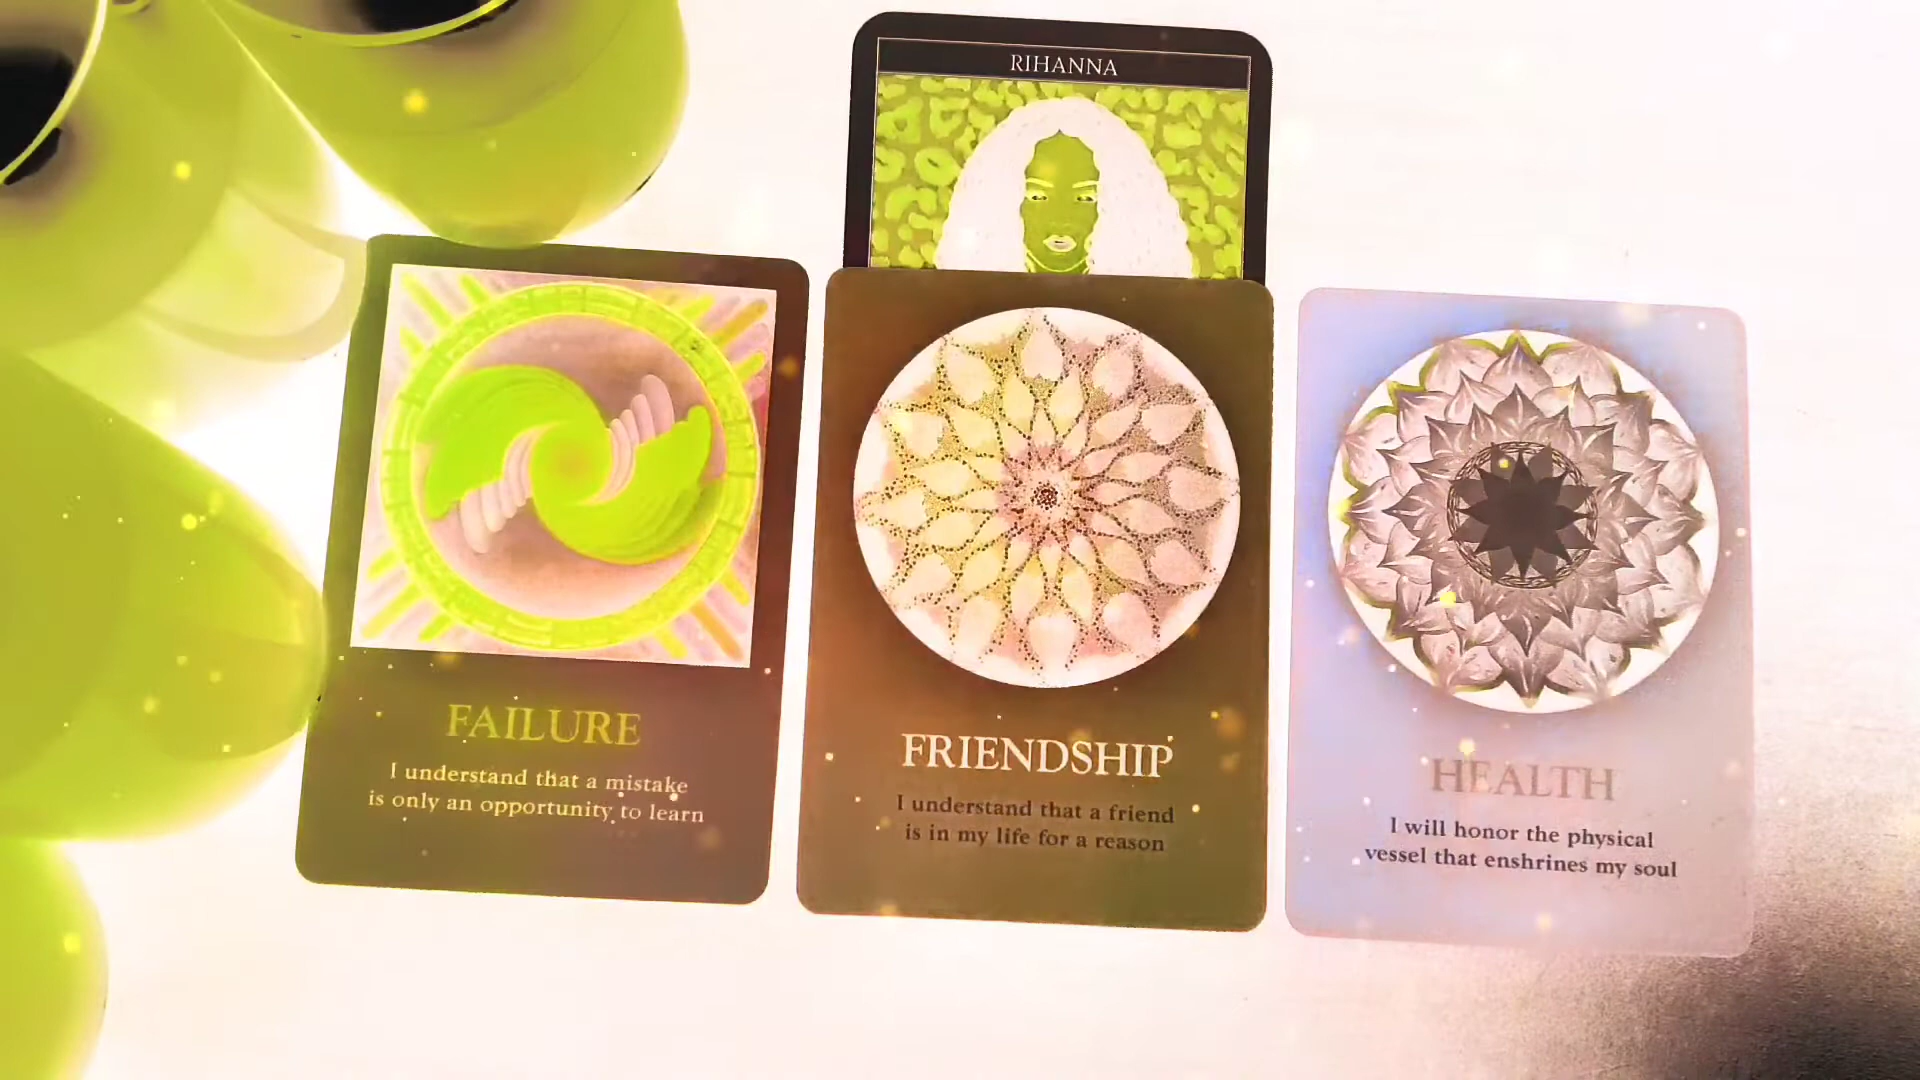 RIHANNA
FAILURE
I understand that a mistake
is only an opportunity to learn
FRIENDSHIP
I understand that a friend
is in my life for a reason
HEALTH
I will honor the physical
vessel that enshrines my soul